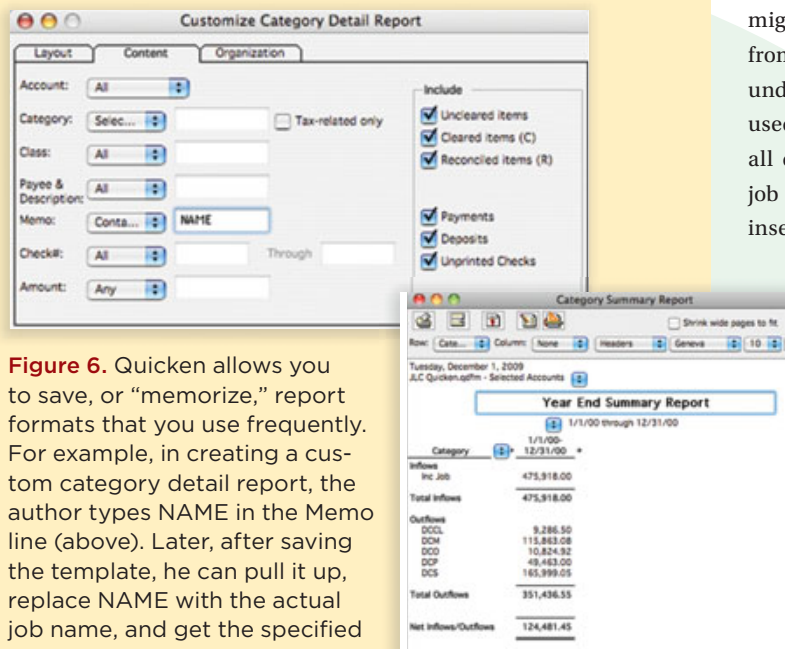 Customize Category Detail Report
Layout Content Organization
Account: All
Category: Selec... Tax-related only
Class: All
Payee &
Description: All
Memo: Conta... NAME
Check#: All Through
Amount: Any
Include
Uncleared items
Cleared items (C)
Reconciled items (R)
Payments
Deposits
Unprinted Checks
Figure 6. Quicken allows you
to save, or “memorize,” report
formats that you use frequently.
For example, in creating a cus-
tom category detail report, the
author types NAME in the Memo
line (above). Later, after saving
the template, he can pull it up,
replace NAME with the actual
job name, and get the specified
Category Summary Report
Shrink wide pages to fit
Row: Cate... Column: None Headers Geneva 10
Tuesday, December 1, 2009
JLC Quicken.qdfm - Selected Accounts
Year End Summary Report
1/1/00 through 12/31/00
1/1/00-
Category 12/31/00
Inflows
Inc Job 475,918.00
Total Inflows 475,918.00
Outflows
DCCL 9,286.50
DCM 115,863.08
DCO 10,824.92
DCP 49,463.00
DCS 165,999.05
Total Outflows 351,436.55
Net Inflows/Outflows 124,481.45
mig
from
und
used
all
job
inse